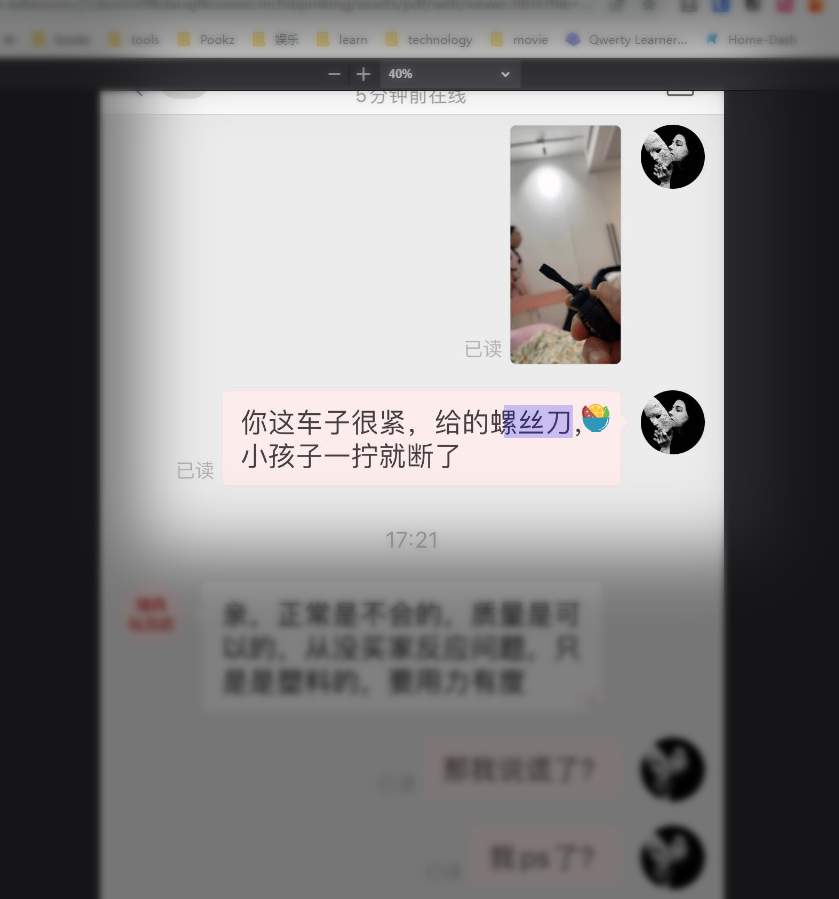 books tools Pookz 娱乐 learn technology movie Qwerty Learner... Home-Dash
40%
5分钟前在线
已读
你这车子很紧，给的螺丝刀,
小孩子一拧就断了
已读
17:21
亲，正常是不会的，质量是可
以的，从没买家反应问题，只
是是塑料的，要用力有度
那我说谎了?
已读
我ps了?
已读